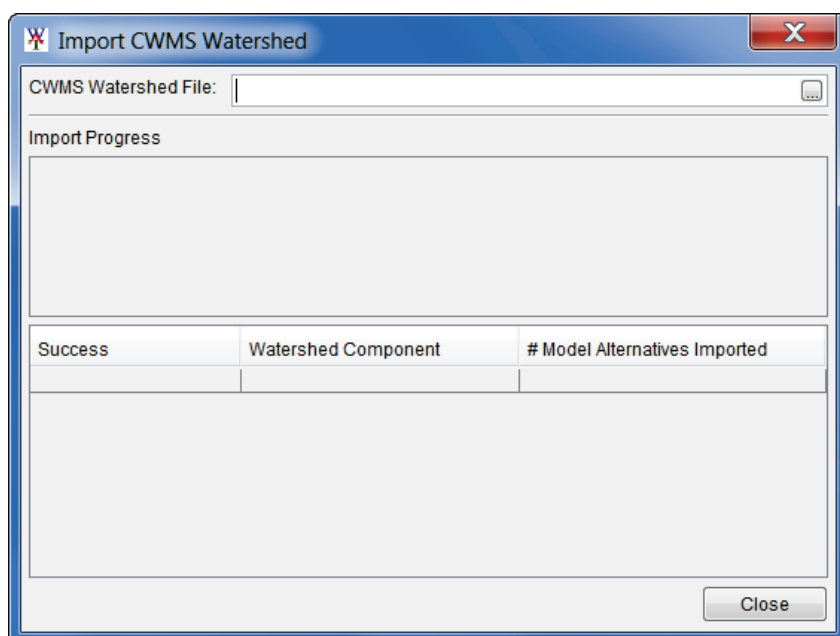 Import CWMS Watershed
X
CWMS Watershed File:
...
Import Progress
Success Watershed Component # Model Alternatives Imported
Close